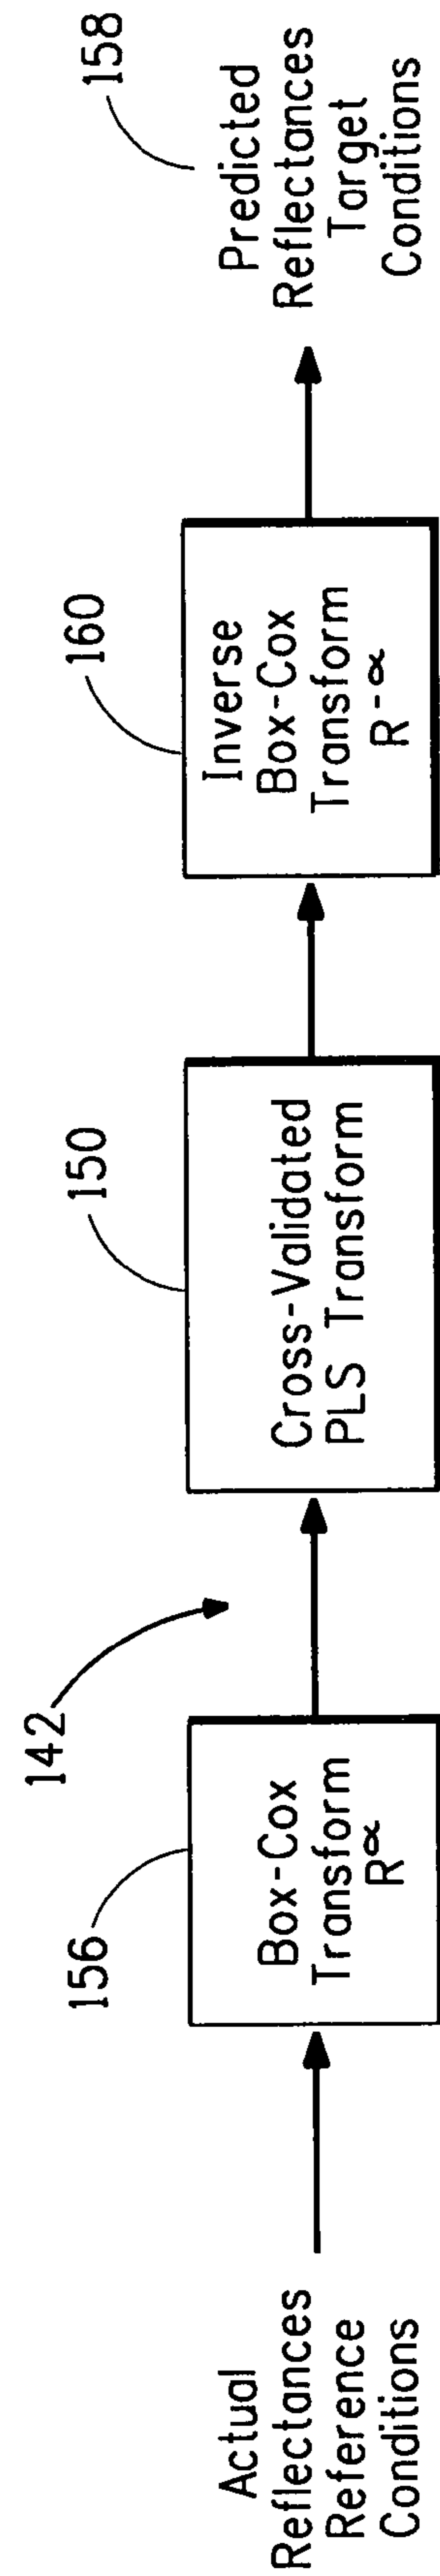 Actual
Reflectances
Reference
Conditions
156
Box-Cox
Transform
R^α
142
150
Cross-Validated
PLS Transform
160
Inverse
Box-Cox
Transform
R^-α
158
Predicted
Reflectances
Target
Conditions